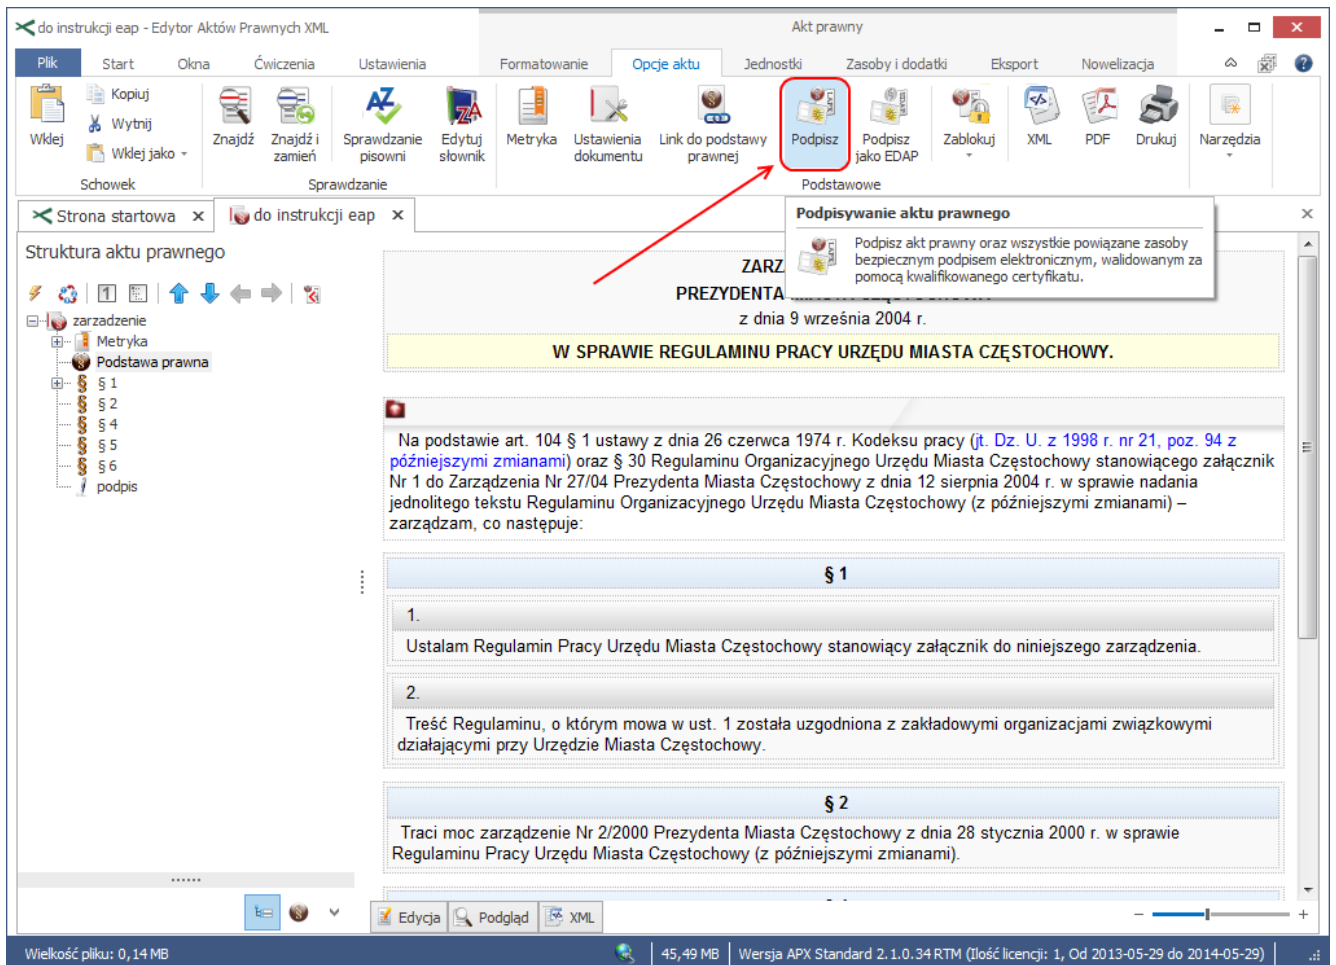 do instrukcji eap - Edytor Aktów Prawnych XML
Akt prawny
Plik Start Okna Ćwiczenia Ustawienia Formatowanie Opcje aktu Jednostki Zasoby i dodatki Eksport Nowelizacja
Wklej
Kopiuj
Wytnij
Wklej jako
Znajdź
Znajdź i
zamień
Sprawdzanie
pisowni
Edytuj
słownik
Metryka
Ustawienia
dokumentu
Link do podstawy
prawnej
Podpisz
Podpisz
jako EDAP
Zablokuj
XML
PDF
Drukuj
Narzędzia
Schowek
Sprawdzanie
Podstawowe
Strona startowa
do instrukcji eap
Podpisywanie aktu prawnego
Podpisz akt prawny oraz wszystkie powiązane zasoby
bezpiecznym podpisem elektronicznym, walidowanym za
pomocą kwalifikowanego certyfikatu.
Struktura aktu prawnego
zarzadzenie
Metryka
Podstawa prawna
§ 1
§ 2
§ 4
§ 5
§ 6
podpis
ZARZ
PREZYDENTA
z dnia 9 września 2004 r.
W SPRAWIE REGULAMINU PRACY URZĘDU MIASTA CZĘSTOCHOWY.
Na podstawie art. 104 § 1 ustawy z dnia 26 czerwca 1974 r. Kodeksu pracy (jt. Dz. U. z 1998 r. nr 21, poz. 94 z
późniejszymi zmianami) oraz § 30 Regulaminu Organizacyjnego Urzędu Miasta Częstochowy stanowiącego załącznik
Nr 1 do Zarządzenia Nr 27/04 Prezydenta Miasta Częstochowy z dnia 12 sierpnia 2004 r. w sprawie nadania
jednolitego tekstu Regulaminu Organizacyjnego Urzędu Miasta Częstochowy (z późniejszymi zmianami) –
zarządzam, co następuje:
§ 1
1.
Ustalam Regulamin Pracy Urzędu Miasta Częstochowy stanowiący załącznik do niniejszego zarządzenia.
2.
Treść Regulaminu, o którym mowa w ust. 1 została uzgodniona z zakładowymi organizacjami związkowymi
działającymi przy Urzędzie Miasta Częstochowy.
§ 2
Traci moc zarządzenie Nr 2/2000 Prezydenta Miasta Częstochowy z dnia 28 stycznia 2000 r. w sprawie
Regulaminu Pracy Urzędu Miasta Częstochowy (z późniejszymi zmianami).
Edycja Podgląd XML
Wielkość pliku: 0,14 MB
45,49 MB
Wersja APX Standard 2.1.0.34 RTM (Ilość licencji: 1, Od 2013-05-29 do 2014-05-29)